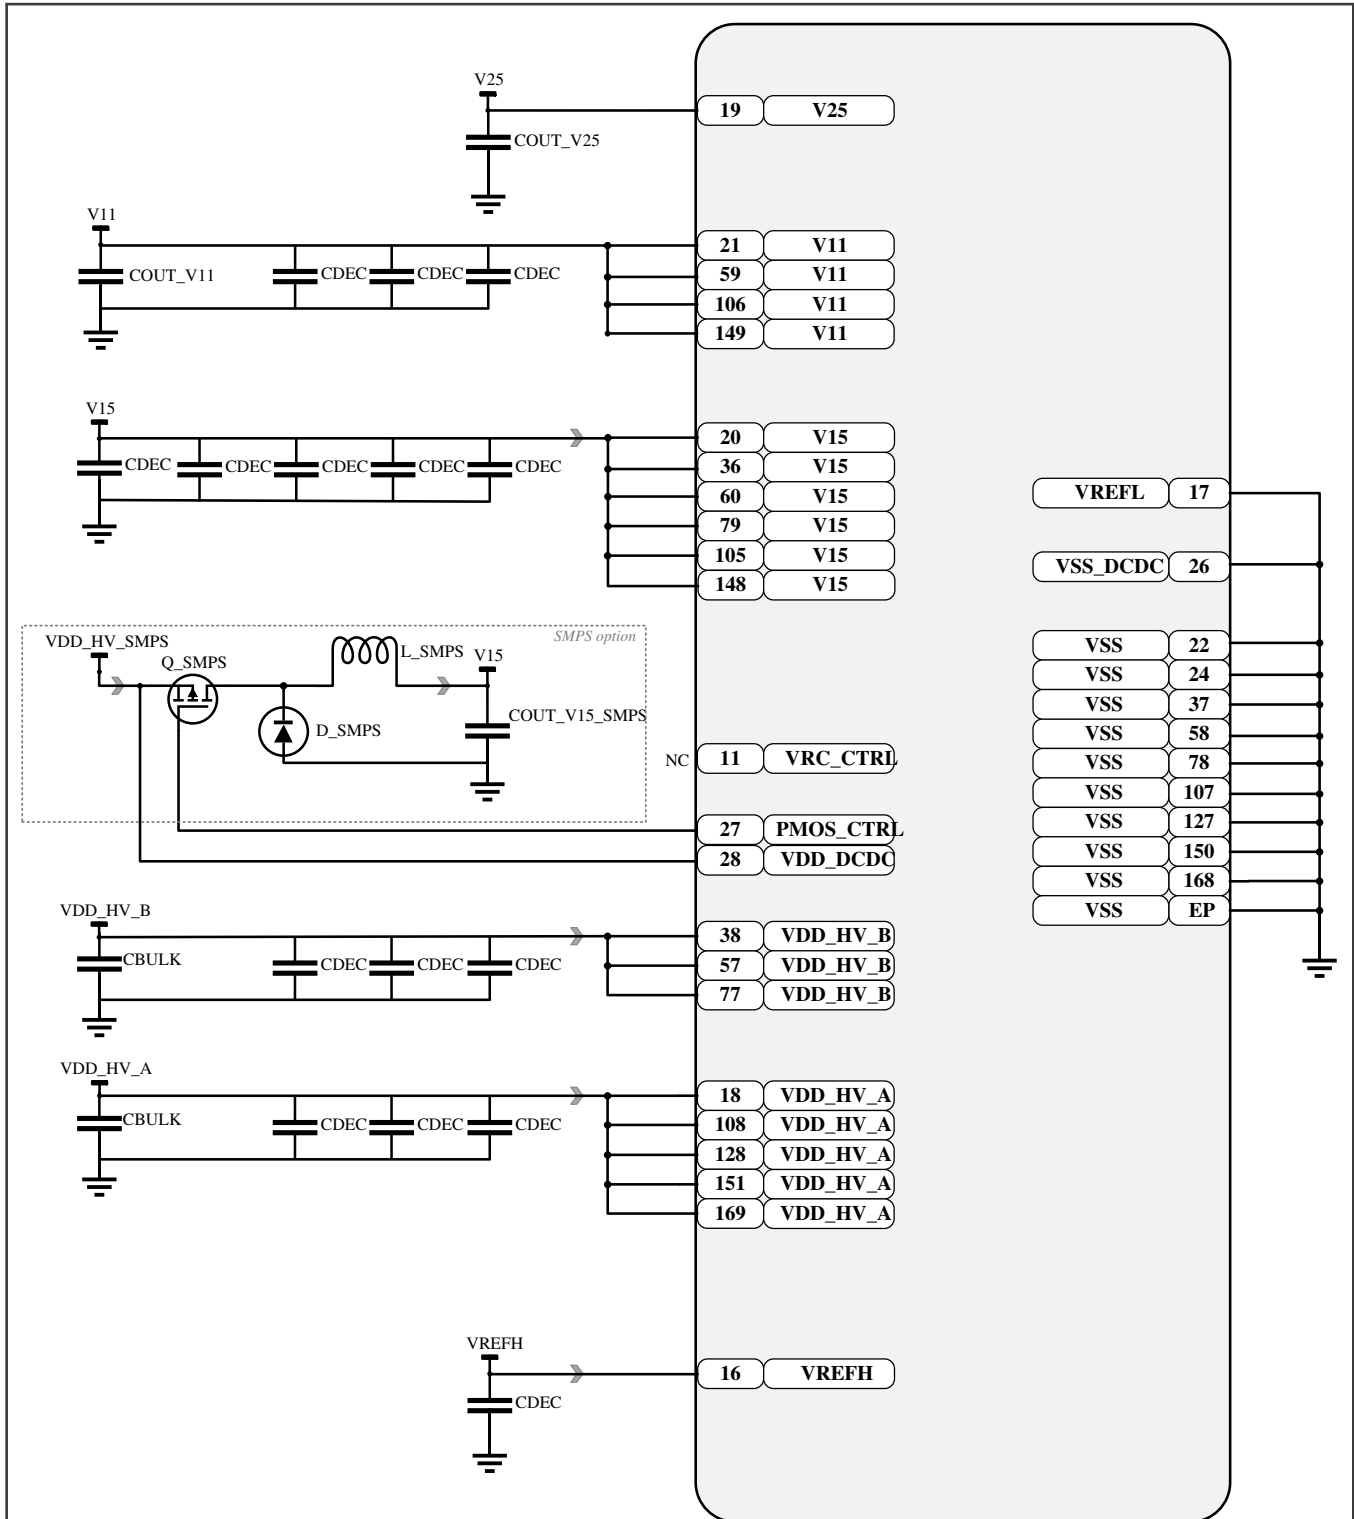 V25
19 V25
COUT_V25
V11
21 V11
COUT_V11 CDEC CDEC CDEC
59 V11
106 V11
149 V11
V15
20 V15
CDEC CDEC CDEC CDEC CDEC
36 V15
60 V15
79 V15
105 V15
148 V15
VREFL 17
VSS_DCDC 26
SMPS option
VDD_HV_SMPS
Q_SMPS
L_SMPS
V15
D_SMPS
COUT_V15_SMPS
NC 11 VRC_CTRL
27 PMOS_CTRL
28 VDD_DCDC
VSS 22
VSS 24
VSS 37
VSS 58
VSS 78
VSS 107
VSS 127
VSS 150
VSS 168
VSS EP
VDD_HV_B
38 VDD_HV_B
CBULK CDEC CDEC CDEC
57 VDD_HV_B
77 VDD_HV_B
VDD_HV_A
18 VDD_HV_A
CBULK CDEC CDEC CDEC
108 VDD_HV_A
128 VDD_HV_A
151 VDD_HV_A
169 VDD_HV_A
VREFH
16 VREFH
CDEC